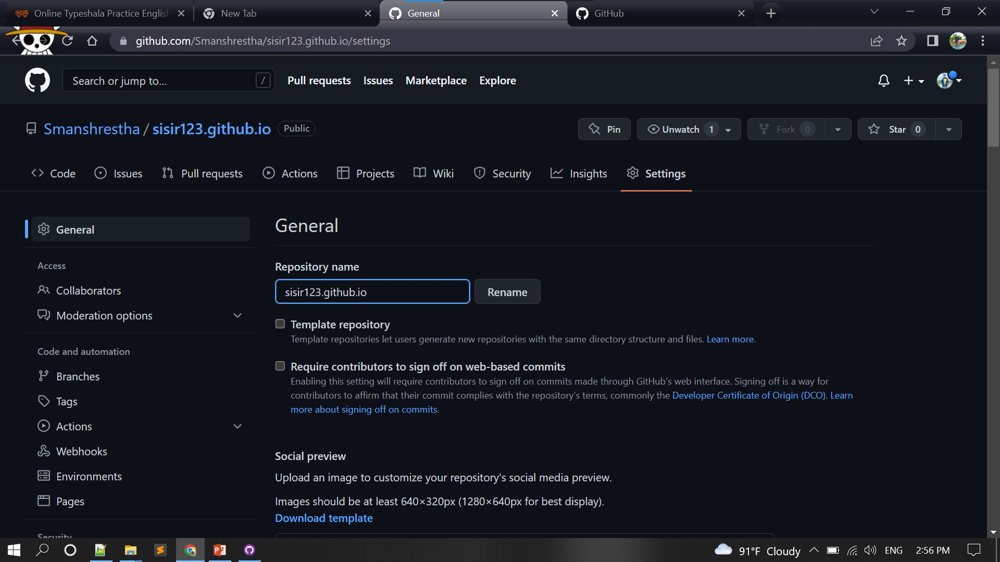 Online Typeshala Practice English
New Tab
General
GitHub
github.com/Smanshrestha/sisir123.github.io/settings
Search or jump to...
/
Pull requests
Issues
Marketplace
Explore
Smanshrestha / sisir123.github.io
Public
Pin
Unwatch 1
Fork 0
Star 0
Code
Issues
Pull requests
Actions
Projects
Wiki
Security
Insights
Settings
General
Access
Collaborators
Moderation options
Code and automation
Branches
Tags
Actions
Webhooks
Environments
Pages
Security
General
Repository name
sisir123.github.io
Rename
Template repository
Template repositories let users generate new repositories with the same directory structure and files. Learn more.
Require contributors to sign off on web-based commits
Enabling this setting will require contributors to sign off on commits made through GitHub’s web interface. Signing off is a way for
contributors to affirm that their commit complies with the repository's terms, commonly the Developer Certificate of Origin (DCO). Learn
more about signing off on commits.
Social preview
Upload an image to customize your repository’s social media preview.
Images should be at least 640×320px (1280×640px for best display).
Download template
91°F Cloudy
ENG
2:56 PM